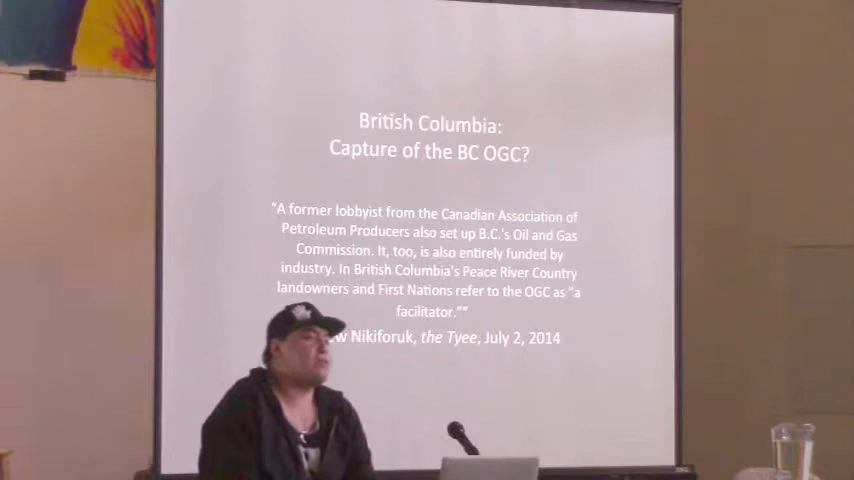 British Columbia:
Capture of the BC OGC?
"A former lobbyist from the Canadian Association of
Petroleum Producers also set up B.C.'s Oil and Gas
Commission. It, too, is also entirely funded by
industry. In British Columbia's Peace River Country
landowners and First Nations refer to the OGC as "a
facilitator.""
Nikiforuk, the Tyee, July 2, 2014